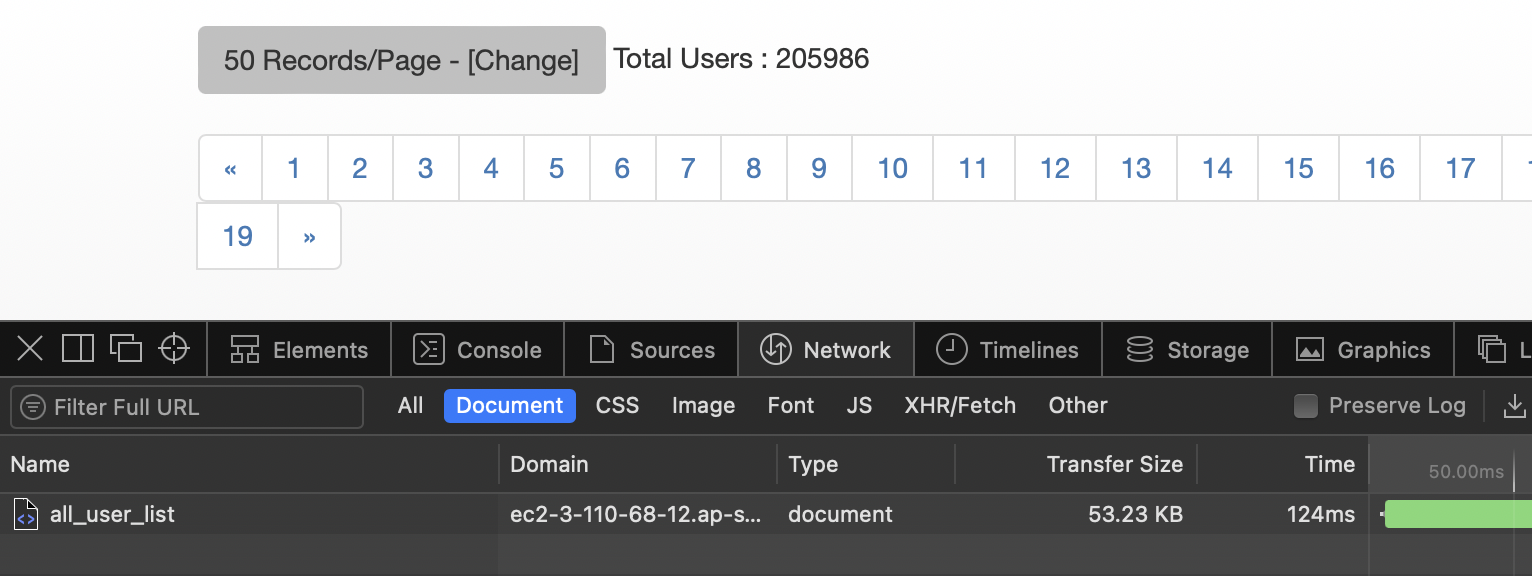 50 Records/Page - [Change] Total Users : 205986
« 1 2 3 4 5 6 7 8 9 10 11 12 13 14 15 16 17
19 »
Elements Console Sources Network Timelines Storage Graphics
Filter Full URL All Document CSS Image Font JS XHR/Fetch Other Preserve Log
Name Domain Type Transfer Size Time 50.00ms
all_user_list ec2-3-110-68-12.ap-s... document 53.23 KB 124ms